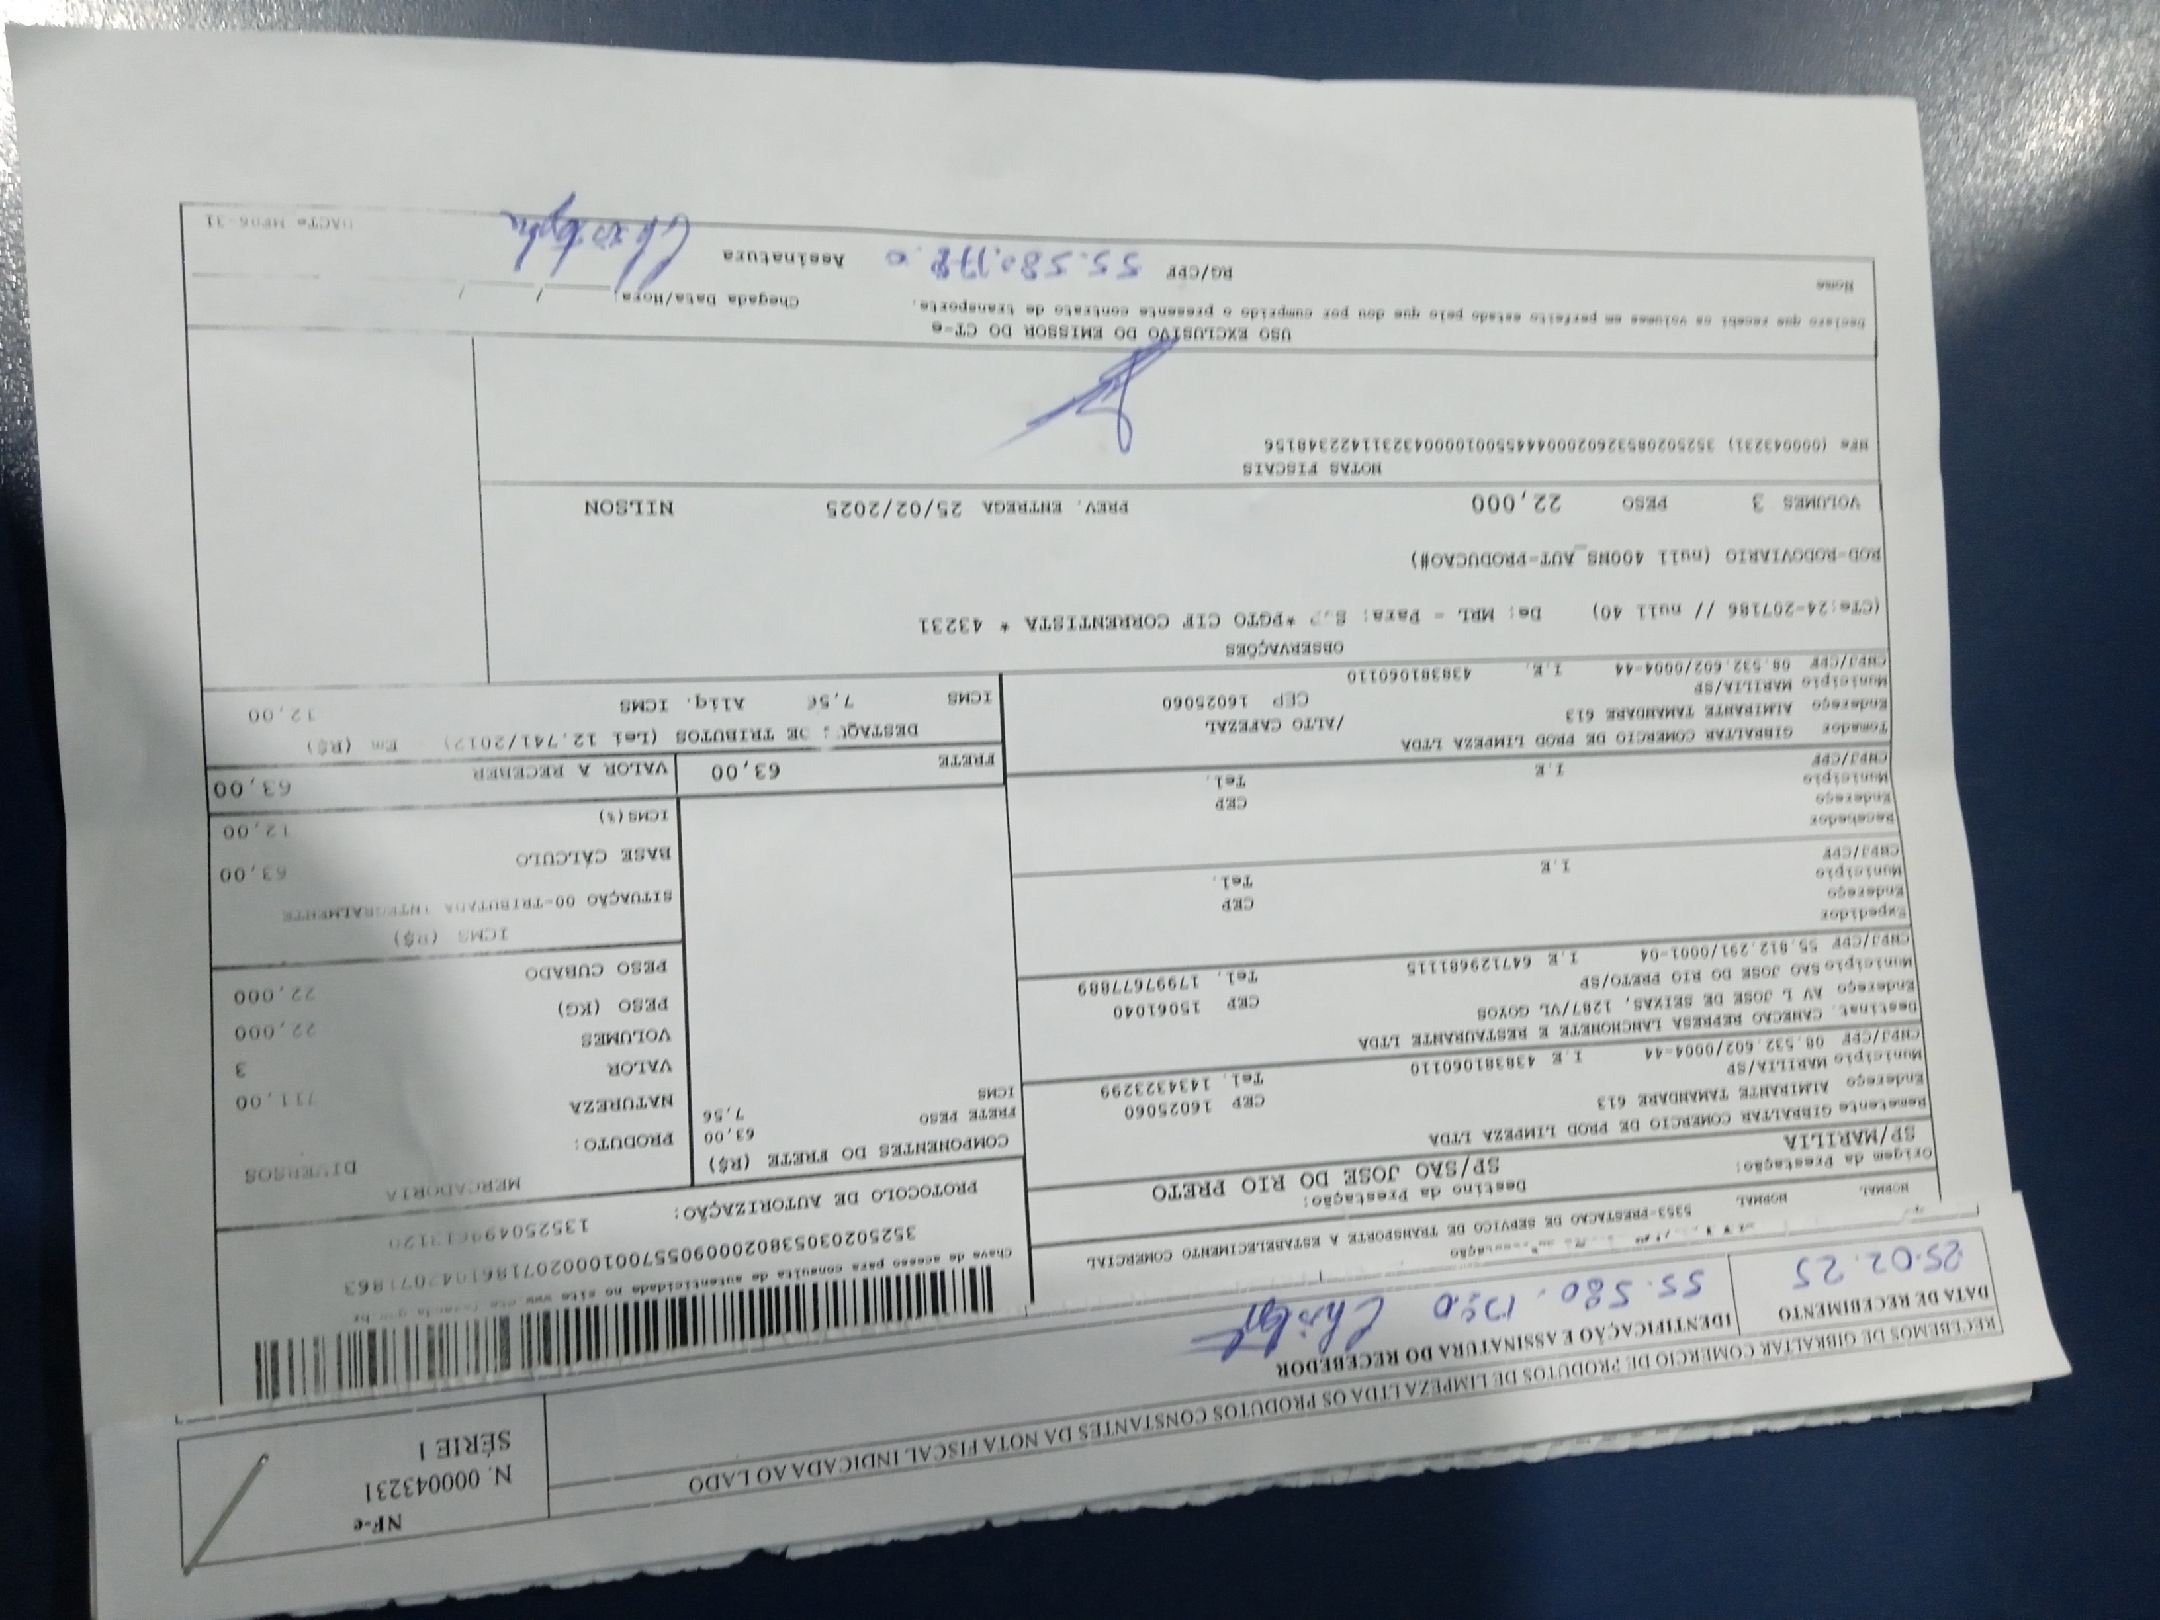 NF-e
N. 000043231
SÉRIE 1
RECEBEMOS DE GIBRALTAR COMERCIO DE PRODUTOS DE LIMPEZA LTDA OS PRODUTOS CONSTANTES DA NOTA FISCAL INDICADA AO LADO
DATA DE RECEBIMENTO
25.02.25
IDENTIFICAÇÃO E ASSINATURA DO RECEBEDOR
55.580.
NORMAL NORMAL 5353-PRESTACAO DE SERVICO DE TRANSPORTE A ESTABELECIMENTO COMERCIAL
Chave de acesso para consulta de autenticidade no site
PROTOCOLO DE AUTORIZAÇÃO:
Origem da Prestação:
SP/MARILIA
Destino da Prestação:
SP/SAO JOSE DO RIO PRETO
Remetente GIBRALTAR COMERCIO DE PROD LIMPEZA LTDA
Endereço ALMIRANTE TAMANDARE 613 CEP 16025060
Município MARILIA/SP Tel. 1434323299
CNPJ/CPF 08.532.602/0004-44 I.E 438381060110
Destinat. CANECAO REPRESA LANCHONETE E RESTAURANTE LTDA
Endereço AV L JOSE DE SEIXAS, 1287/VL GOYOS CEP 15061040
Município SAO JOSE DO RIO PRETO/SP Tel. 17997677889
CNPJ/CPF 55.812.291/0001-04 I.E 647129681115
Expedidor
Endereço CEP
Município Tel.
CNPJ/CPF I.E
Recebedor
Endereço CEP
Município Tel.
CNPJ/CPF I.E
Tomador GIBRALTAR COMERCIO DE PROD LIMPEZA LTDA
Endereço ALMIRANTE TAMANDARE 613 /ALTO CAFEZAL
Município MARILIA/SP CEP 16025060
CNPJ/CPF 08.532.602/0004-44 I.E. 438381060110
COMPONENTES DO FRETE (R$)
FRETE PESO 63,00
ICMS 7,56
MERCADORIA
PRODUTO: DIVERSOS
NATUREZA 711,00
VALOR 3
VOLUMES 22,000
PESO (KG) 22,000
PESO CUBADO
ICMS (R$)
SITUAÇÃO 00-TRIBUTADA INTEGRALMENTE
BASE CÁLCULO 63,00
ICMS(%) 12,00
FRETE 63,00 VALOR A RECEBER 63,00
DESTAQUE DE TRIBUTOS (Lei 12.741/2012) - Em (R$)
ICMS 7,56 Aliq. ICMS 12,00
OBSERVAÇÕES
(CTe:24-207186 // null 40) De: MRL - Para: *PGTO CIF CORRENTISTA * 43231
ROD-RODOVIARIO (null 400NS_AUT-PRODUCAO#)
VOLUMES 3 PESO 22,000 PREV. ENTREGA 25/02/2025 NILSON
NOTAS FISCAIS
NFe (000043231) 35250208532602000444550010000432311422348156
USO EXCLUSIVO DO EMISSOR DO CT-e
Declaro que recebi os volumes em perfeito estado pelo que dou por cumprido o presente contrato de transporte. Chegada Data/Hora: / /
Nome RG/CPF 55.580.178.0 Assinatura
DACTe MF06-31